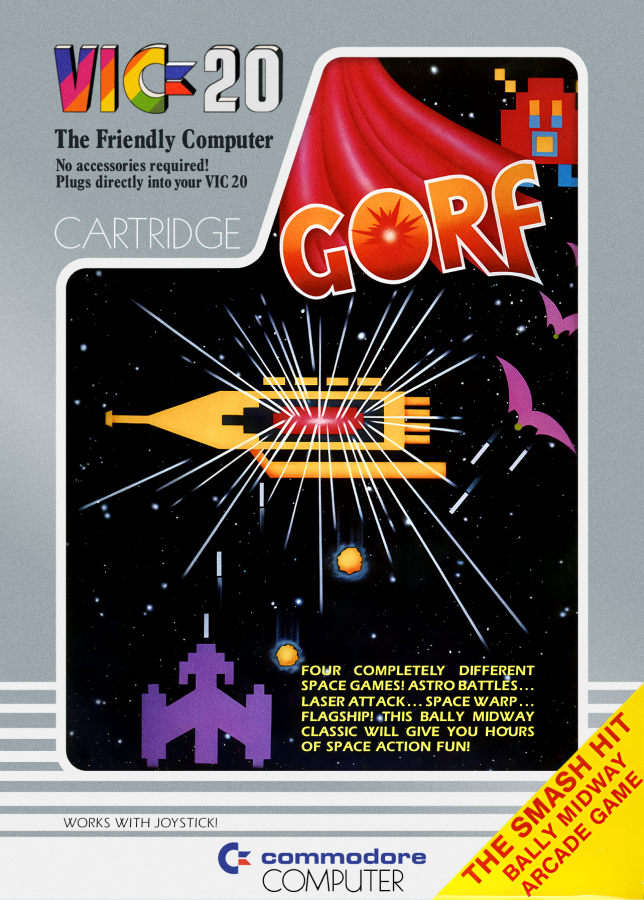 VIC 20
The Friendly Computer
No accessories required!
Plugs directly into your VIC 20
CARTRIDGE
GORF
FOUR COMPLETELY DIFFERENT
SPACE GAMES! ASTRO BATTLES...
LASER ATTACK... SPACE WARP...
FLAGSHIP! THIS BALLY MIDWAY
CLASSIC WILL GIVE YOU HOURS
OF SPACE ACTION FUN!
THE SMASH HIT
BALLY MIDWAY
ARCADE GAME
WORKS WITH JOYSTICK!
commodore
COMPUTER